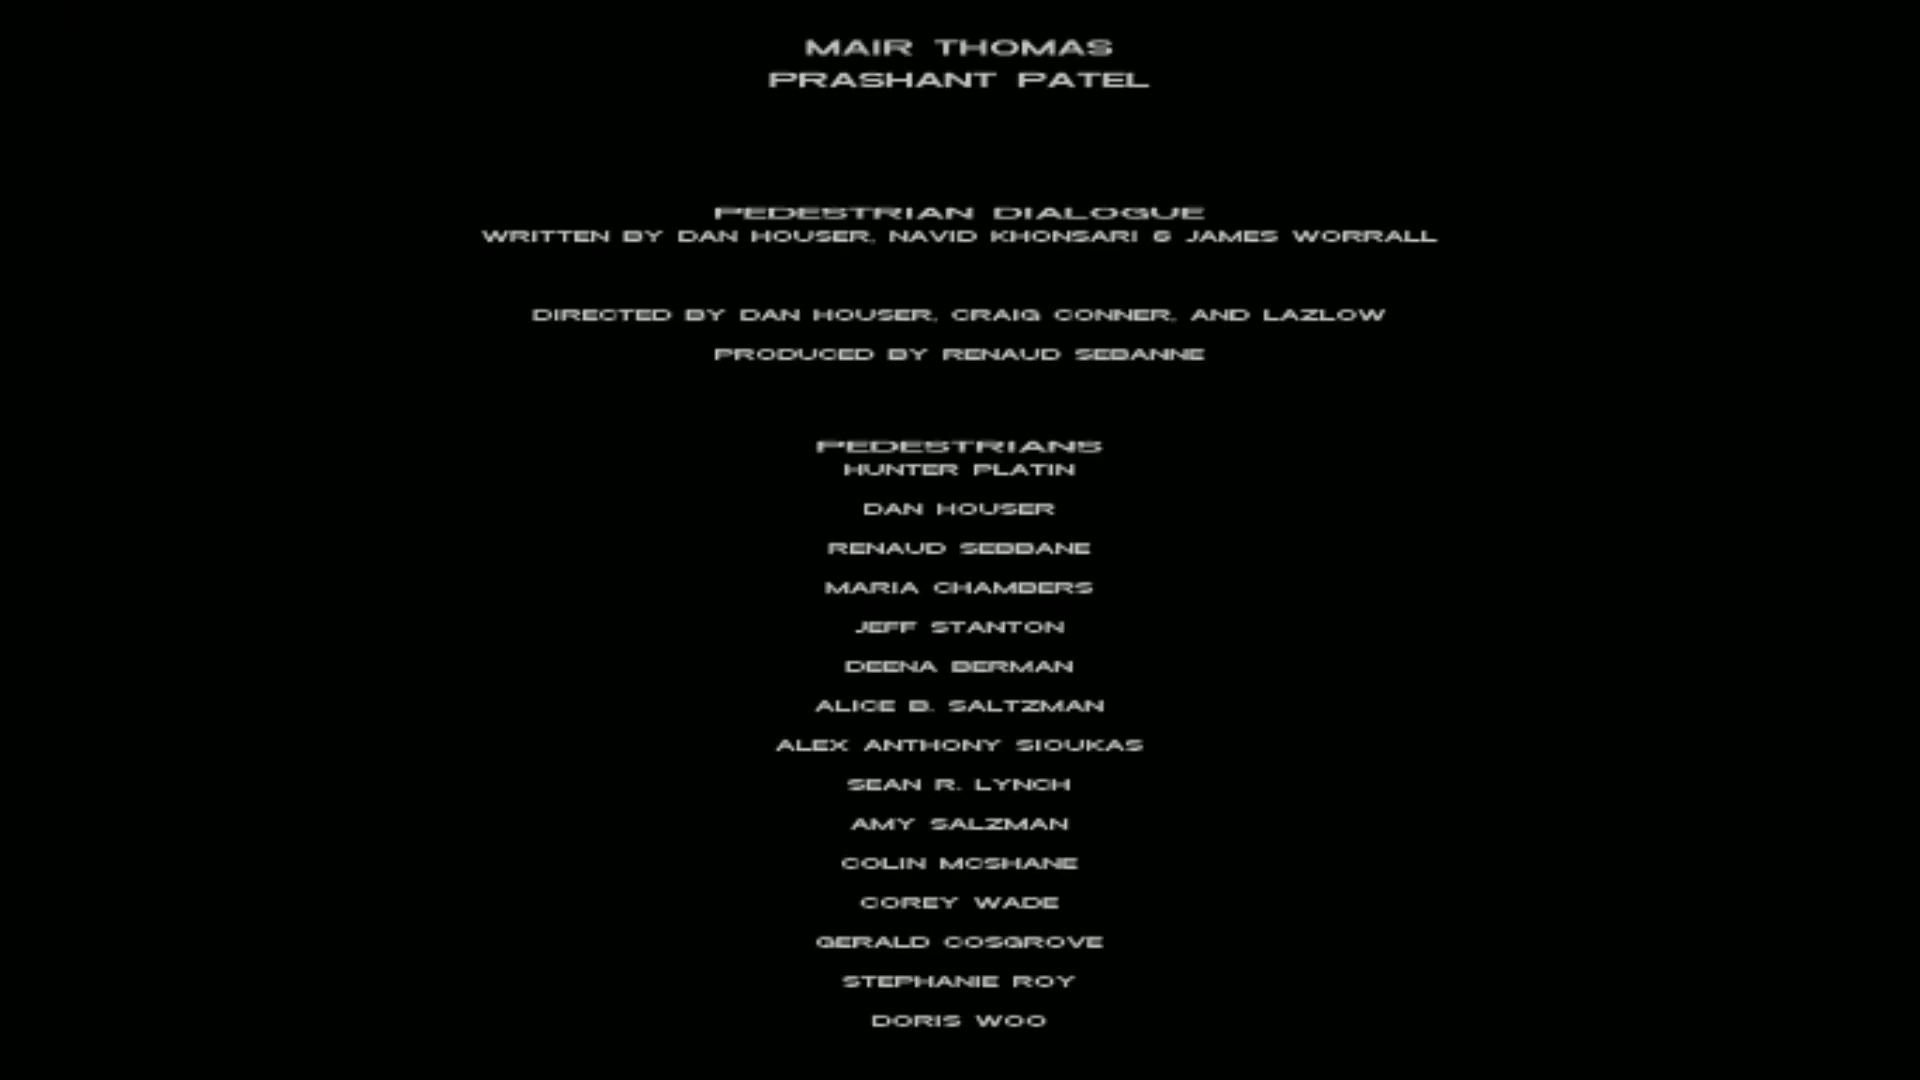 MAIR THOMAS
PRASHANT PATEL
PEDESTRIAN DIALOGUE
WRITTEN BY DAN HOUSER, NAVID KHONSARI & JAMES WORRALL
DIRECTED BY DAN HOUSER, CRAIG CONNER, AND LAZLOW
PRODUCED BY RENAUD SEBANNE
PEDESTRIANS
HUNTER PLATIN
DAN HOUSER
RENAUD SEBBANE
MARIA CHAMBERS
JEFF STANTON
DEENA BERMAN
ALICE B. SALTZMAN
ALEX ANTHONY SIOUKAS
SEAN R. LYNCH
AMY SALZMAN
COLIN MCSHANE
COREY WADE
GERALD COSGROVE
STEPHANIE ROY
DORIS WOO